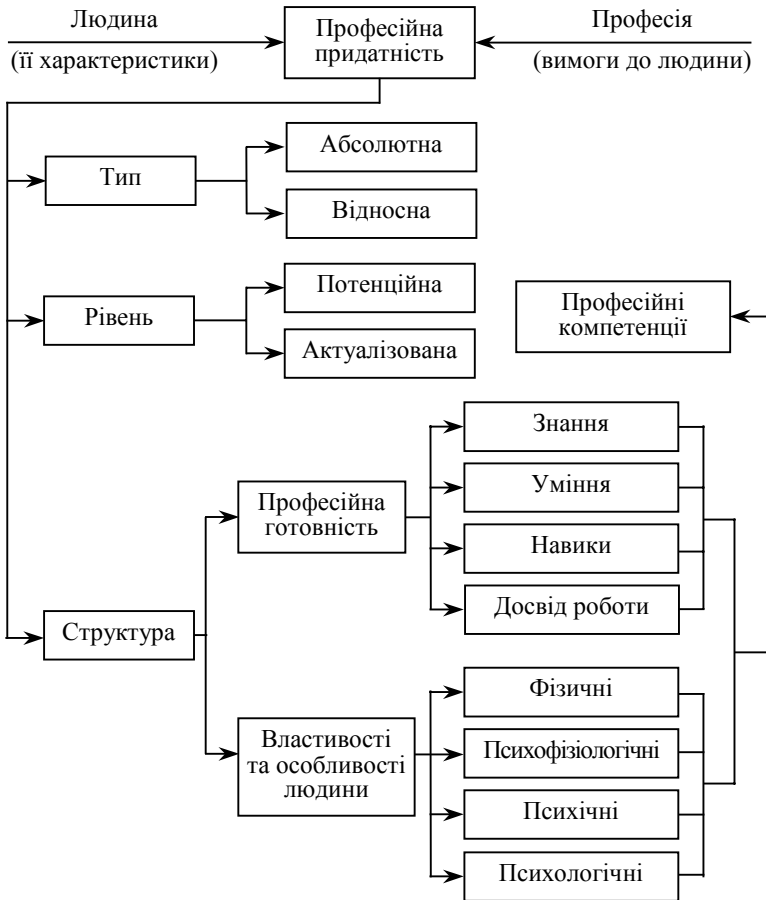 Людина
(її характеристики)
Професійна
придатність
Професія
(вимоги до людини)
Тип
Абсолютна
Відносна
Рівень
Потенційна
Актуалізована
Професійні
компетенції
Структура
Професійна
готовність
Знання
Уміння
Навики
Досвід роботи
Властивості
та особливості
людини
Фізичні
Психофізіологічні
Психічні
Психологічні